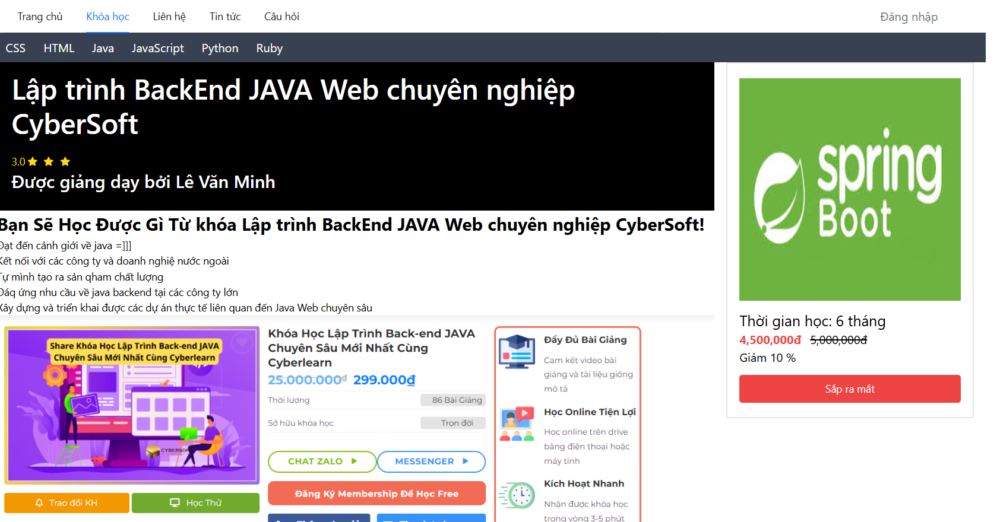 Trang chủ Khóa học Liên hệ Tin tức Câu hỏi Đăng nhập
CSS HTML Java JavaScript Python Ruby
Lập trình BackEnd JAVA Web chuyên nghiệp
CyberSoft
3.0
Được giảng dạy bởi Lê Văn Minh
Bạn Sẽ Học Được Gì Từ khóa Lập trình BackEnd JAVA Web chuyên nghiệp CyberSoft!
Đạt đến cảnh giới về java =]]]
Kết nối với các công ty và doanh nghiệ nước ngoài
Tự mình tạo ra sản qham chất lượng
Đáq ứng nhu cầu về java backend tại các công ty lớn
Xây dựng và triển khai được các dự án thực tế liên quan đến Java Web chuyên sâu
Share Khóa Học Lập Trình Back-end JAVA
Chuyên Sâu Mới Nhất Cùng Cyberlearn
CYBERSOF
Trao đổi KH
Học Thử
Khóa Học Lập Trình Back-end JAVA
Chuyên Sâu Mới Nhất Cùng
Cyberlearn
25.000.000đ 299.000đ
Thời lượng 86 Bài Giảng
Sở hữu khóa học Trọn đời
CHAT ZALO MESSENGER
Đăng Ký Membership Để Học Free
Đầy Đủ Bài Giảng
Cam kết video bài
giảng và tài liệu giống
mô tả
Học Online Tiện Lợi
Học online trên drive
bằng điện thoại hoặc
máy tính
Kích Hoạt Nhanh
Nhận được khóa học
trong vòng 3-5 phút
spring
Boot
Thời gian học: 6 tháng
4,500,000đ 5,000,000đ
Giảm 10 %
Sắp ra mắt